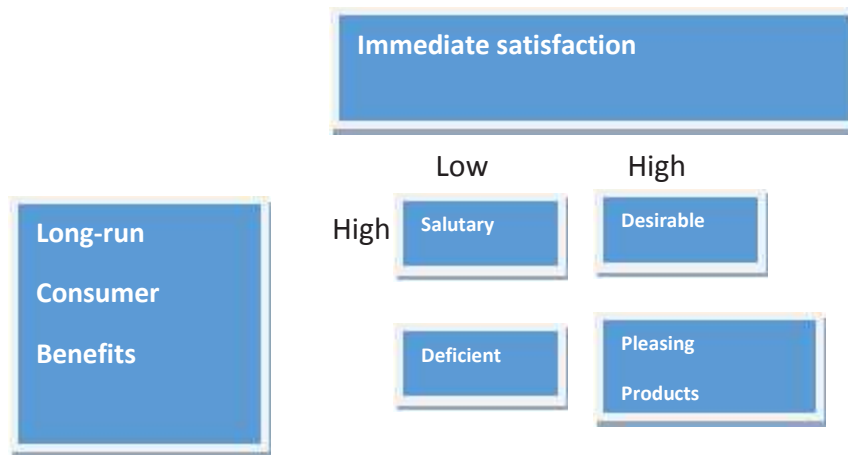 Immediate satisfaction
Low High
Long-run
Consumer
Benefits
High Salutary Desirable
Deficient Pleasing
Products